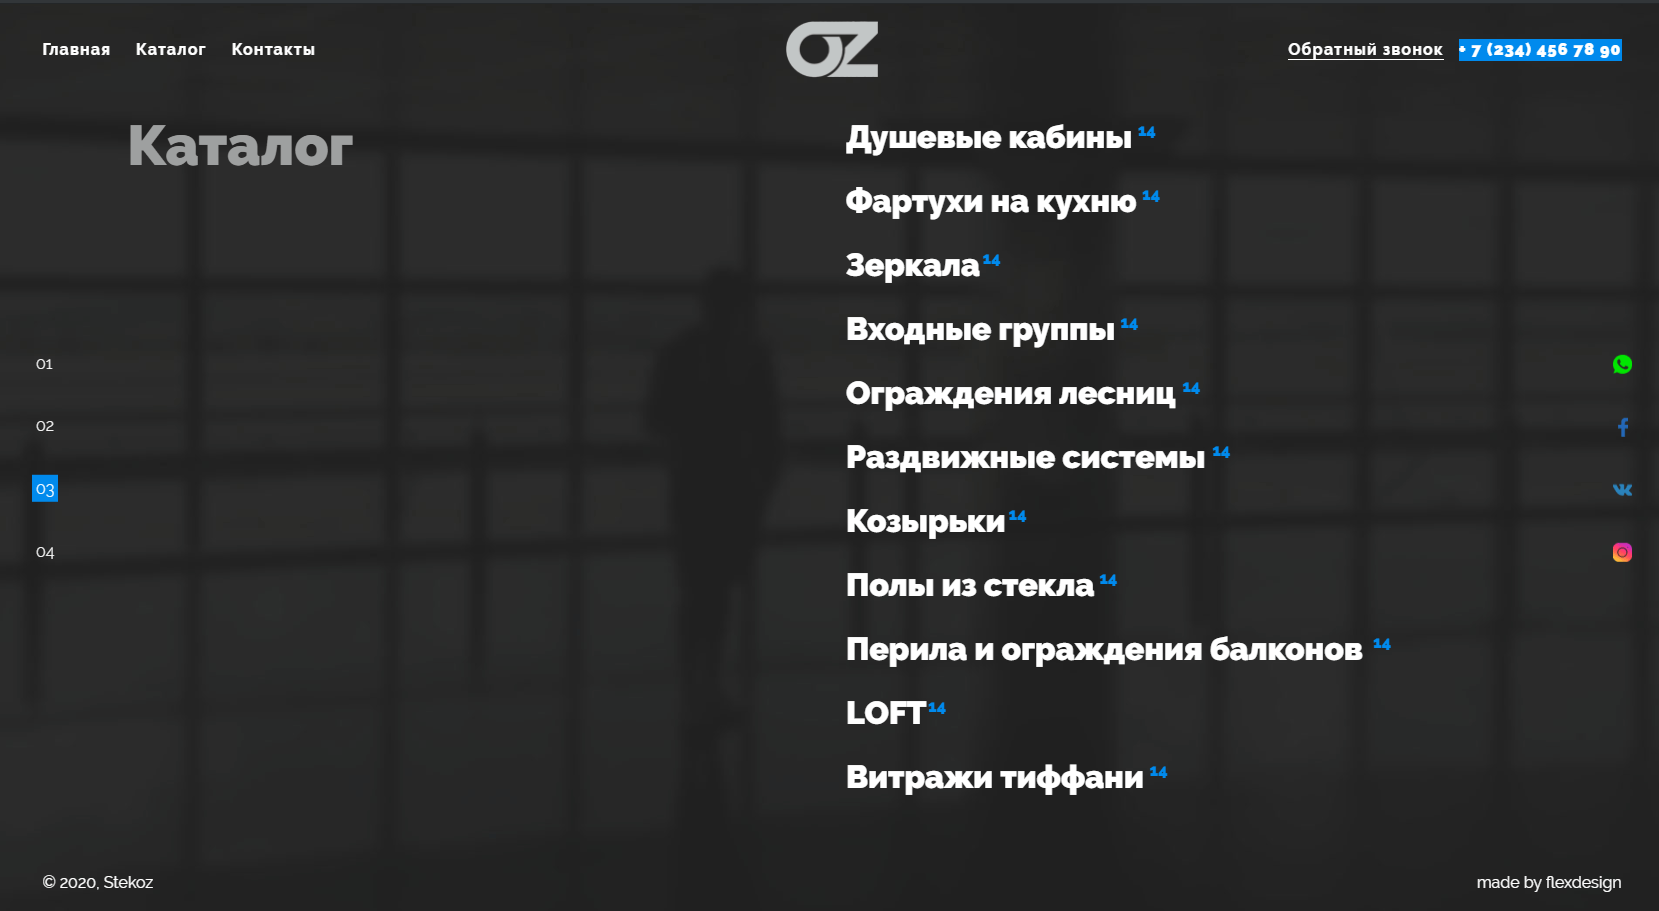 Главная Каталог Контакты OZ Обратный звонок + 7 (234) 456 78 90
Каталог
Душевые кабины 14
Фартухи на кухню 14
Зеркала 14
Входные группы 14
Ограждения лесниц 14
Раздвижные системы 14
Козырьки 14
Полы из стекла 14
Перила и ограждения балконов 14
LOFT 14
Витражи тиффани 14
01
02
03
04
© 2020, Stekoz
made by flexdesign